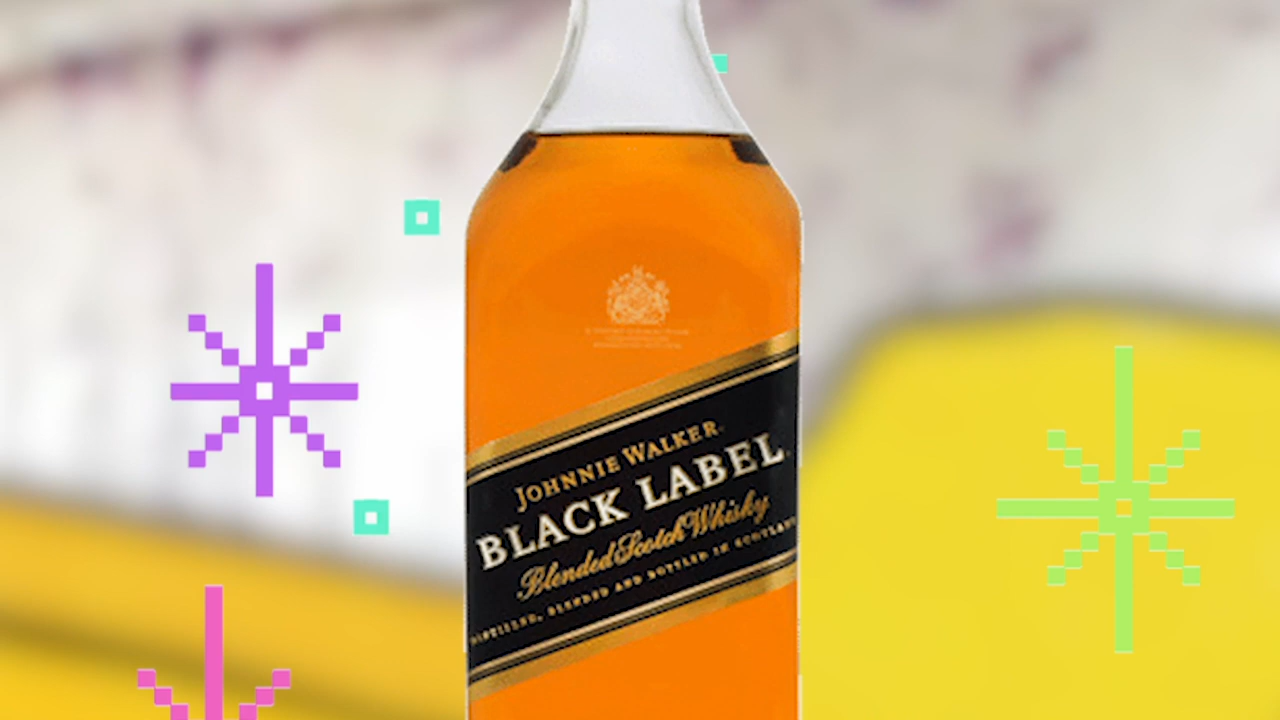 JOHNNIE WALKER
BLACK LABEL
Blended Scotch Whisky
DISTILLED, BLENDED AND BOTTLED IN SCOTLAND